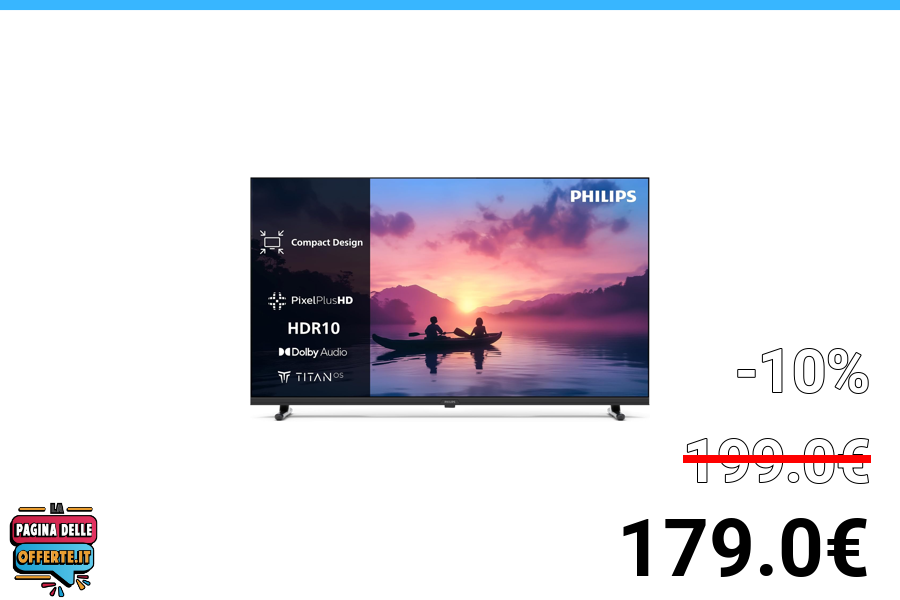 PHILIPS
Compact Design
PixelPlusHD
HDR10
Dolby Audio
TITAN OS
-10%
199.0€
179.0€
LA
PAGINA DELLE
OFFERTE.IT